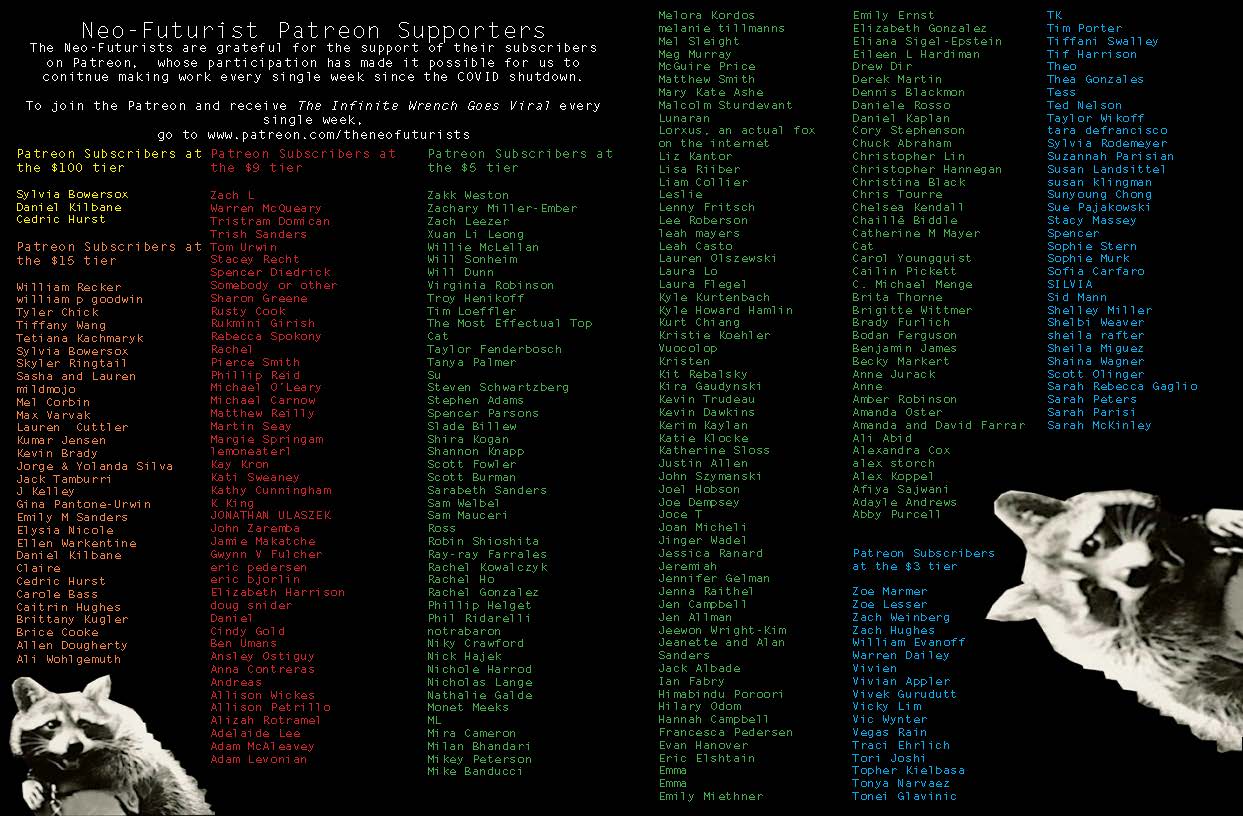 Neo-Futurist Patreon Supporters
The Neo-Futurists are grateful for the support of their subscribers
on Patreon, whose participation has made it possible for us to
conitnue making work every single week since the COVID shutdown.
To join the Patreon and receive The Infinite Wrench Goes Viral every
single week,
go to www.patreon.com/theneofuturists
Patreon Subscribers at
the $100 tier
Sylvia Bowersox
Daniel Kilbane
Cedric Hurst
Patreon Subscribers at
the $15 tier
William Recker
william p goodwin
Tyler Chick
Tiffany Wang
Tetiana Kachmaryk
Sylvia Bowersox
Skyler Ringtail
Sasha and Lauren
mildmojo
Mel Corbin
Max Varvak
Lauren Cuttler
Kumar Jensen
Kevin Brady
Jorge & Yolanda Silva
Jack Tamburri
J Kelley
Gina Pantone-Urwin
Emily M Sanders
Elysia Nicole
Ellen Warkentine
Daniel Kilbane
Claire
Cedric Hurst
Carole Bass
Caitrin Hughes
Brittany Kugler
Brice Cooke
Allen Dougherty
Ali Wohlgemuth
Patreon Subscribers at
the $9 tier
Zach L
Warren McQueary
Tristram Domican
Trish Sanders
Tom Urwin
Stacey Recht
Spencer Diedrick
Somebody or other
Sharon Greene
Rusty Cook
Rukmini Girish
Rebecca Spokony
Rachel
Pierce Smith
Phillip Reid
Michael O'Leary
Michael Carnow
Matthew Reilly
Martin Seay
Margie Springam
lemoneater1
Kay Kron
Kati Sweaney
Kathy Cunningham
K King
JONATHAN ULASZEK
John Zaremba
Jamie Makatche
Gwynn V Fulcher
eric pedersen
eric bjorlin
Elizabeth Harrison
doug snider
Daniel
Cindy Gold
Ben Umans
Ansley Ostiguy
Anna Contreras
Andreas
Allison Wickes
Allison Petrillo
Alizah Rotramel
Adelaide Lee
Adam McAleavey
Adam Levonian
Patreon Subscribers at
the $5 tier
Zakk Weston
Zachary Miller-Ember
Zach Leezer
Xuan Li Leong
Willie McLellan
Will Sonheim
Will Dunn
Virginia Robinson
Troy Henikoff
Tim Loeffler
The Most Effectual Top
Cat
Taylor Fenderbosch
Tanya Palmer
Su
Steven Schwartzberg
Stephen Adams
Spencer Parsons
Slade Billew
Shira Kogan
Shannon Knapp
Scott Fowler
Scott Burman
Sarabeth Sanders
Sam Welbel
Sam Mauceri
Ross
Robin Shioshita
Ray-ray Farrales
Rachel Kowalczyk
Rachel Ho
Rachel Gonzalez
Phillip Helget
Phil Ridarelli
notrabaron
Niky Crawford
Nick Hajek
Nichole Harrod
Nicholas Lange
Nathalie Galde
Monet Meeks
ML
Mira Cameron
Milan Bhandari
Mikey Peterson
Mike Banducci
Melora Kordos
melanie tillmanns
Mel Sleight
Meg Murray
McGuire Price
Matthew Smith
Mary Kate Ashe
Malcolm Sturdevant
Lunaran
Lorxus, an actual fox
on the internet
Liz Kantor
Lisa Riiber
Liam Collier
Leslie
Lenny Fritsch
Lee Roberson
leah mayers
Leah Casto
Lauren Olszewski
Laura Lo
Laura Flegel
Kyle Kurtenbach
Kyle Howard Hamlin
Kurt Chiang
Kristie Koehler
Vuocolop
Kristen
Kit Rebalsky
Kira Gaudynski
Kevin Trudeau
Kevin Dawkins
Kerim Kaylan
Katie Klocke
Katherine Sloss
Justin Allen
John Szymanski
Joel Hobson
Joe Dempsey
Joce T
Joan Micheli
Jinger Wadel
Jessica Ranard
Jeremiah
Jennifer Gelman
Jenna Raithel
Jen Campbell
Jen Allman
Jeewon Wright-Kim
Jeanette and Alan
Sanders
Jack Albade
Ian Fabry
Himabindu Poroori
Hilary Odom
Hannah Campbell
Francesca Pedersen
Evan Hanover
Eric Elshtain
Emma
Emma
Emily Miethner
Emily Ernst
Elizabeth Gonzalez
Eliana Sigel-Epstein
Eileen L Hardiman
Drew Dir
Derek Martin
Dennis Blackmon
Daniele Rosso
Daniel Kaplan
Cory Stephenson
Chuck Abraham
Christopher Lin
Christopher Hannegan
Christina Black
Chris Tourre
Chelsea Kendall
Chaillé Biddle
Catherine M Mayer
Cat
Carol Youngquist
Cailin Pickett
C. Michael Menge
Brita Thorne
Brigitte Wittmer
Brady Furlich
Bodan Ferguson
Benjamin James
Becky Markert
Anne Jurack
Anne
Amber Robinson
Amanda Oster
Amanda and David Farrar
Ali Abid
Alexandra Cox
alex storch
Alex Koppel
Afiya Sajwani
Adayle Andrews
Abby Purcell
Patreon Subscribers
at the $3 tier
Zoe Marmer
Zoe Lesser
Zach Weinberg
Zach Hughes
William Evanoff
Warren Dailey
Vivien
Vivian Appler
Vivek Gurudutt
Vicky Lim
Vic Wynter
Vegas Rain
Traci Ehrlich
Tori Joshi
Topher Kielbasa
Tonya Narvaez
Tonei Glavinic
TK
Tim Porter
Tiffani Swalley
Tif Harrison
Theo
Thea Gonzales
Tess
Ted Nelson
Taylor Wikoff
tara defrancisco
Sylvia Rodemeyer
Suzannah Parisian
Susan Landsittel
susan klingman
Sunyoung Chong
Sue Pajakowski
Stacy Massey
Spencer
Sophie Stern
Sophie Murk
Sofia Carfaro
SILVIA
Sid Mann
Shelley Miller
Shelbi Weaver
sheila rafter
Sheila Miguez
Shaina Wagner
Scott Olinger
Sarah Rebecca Gaglio
Sarah Peters
Sarah Parisi
Sarah McKinley